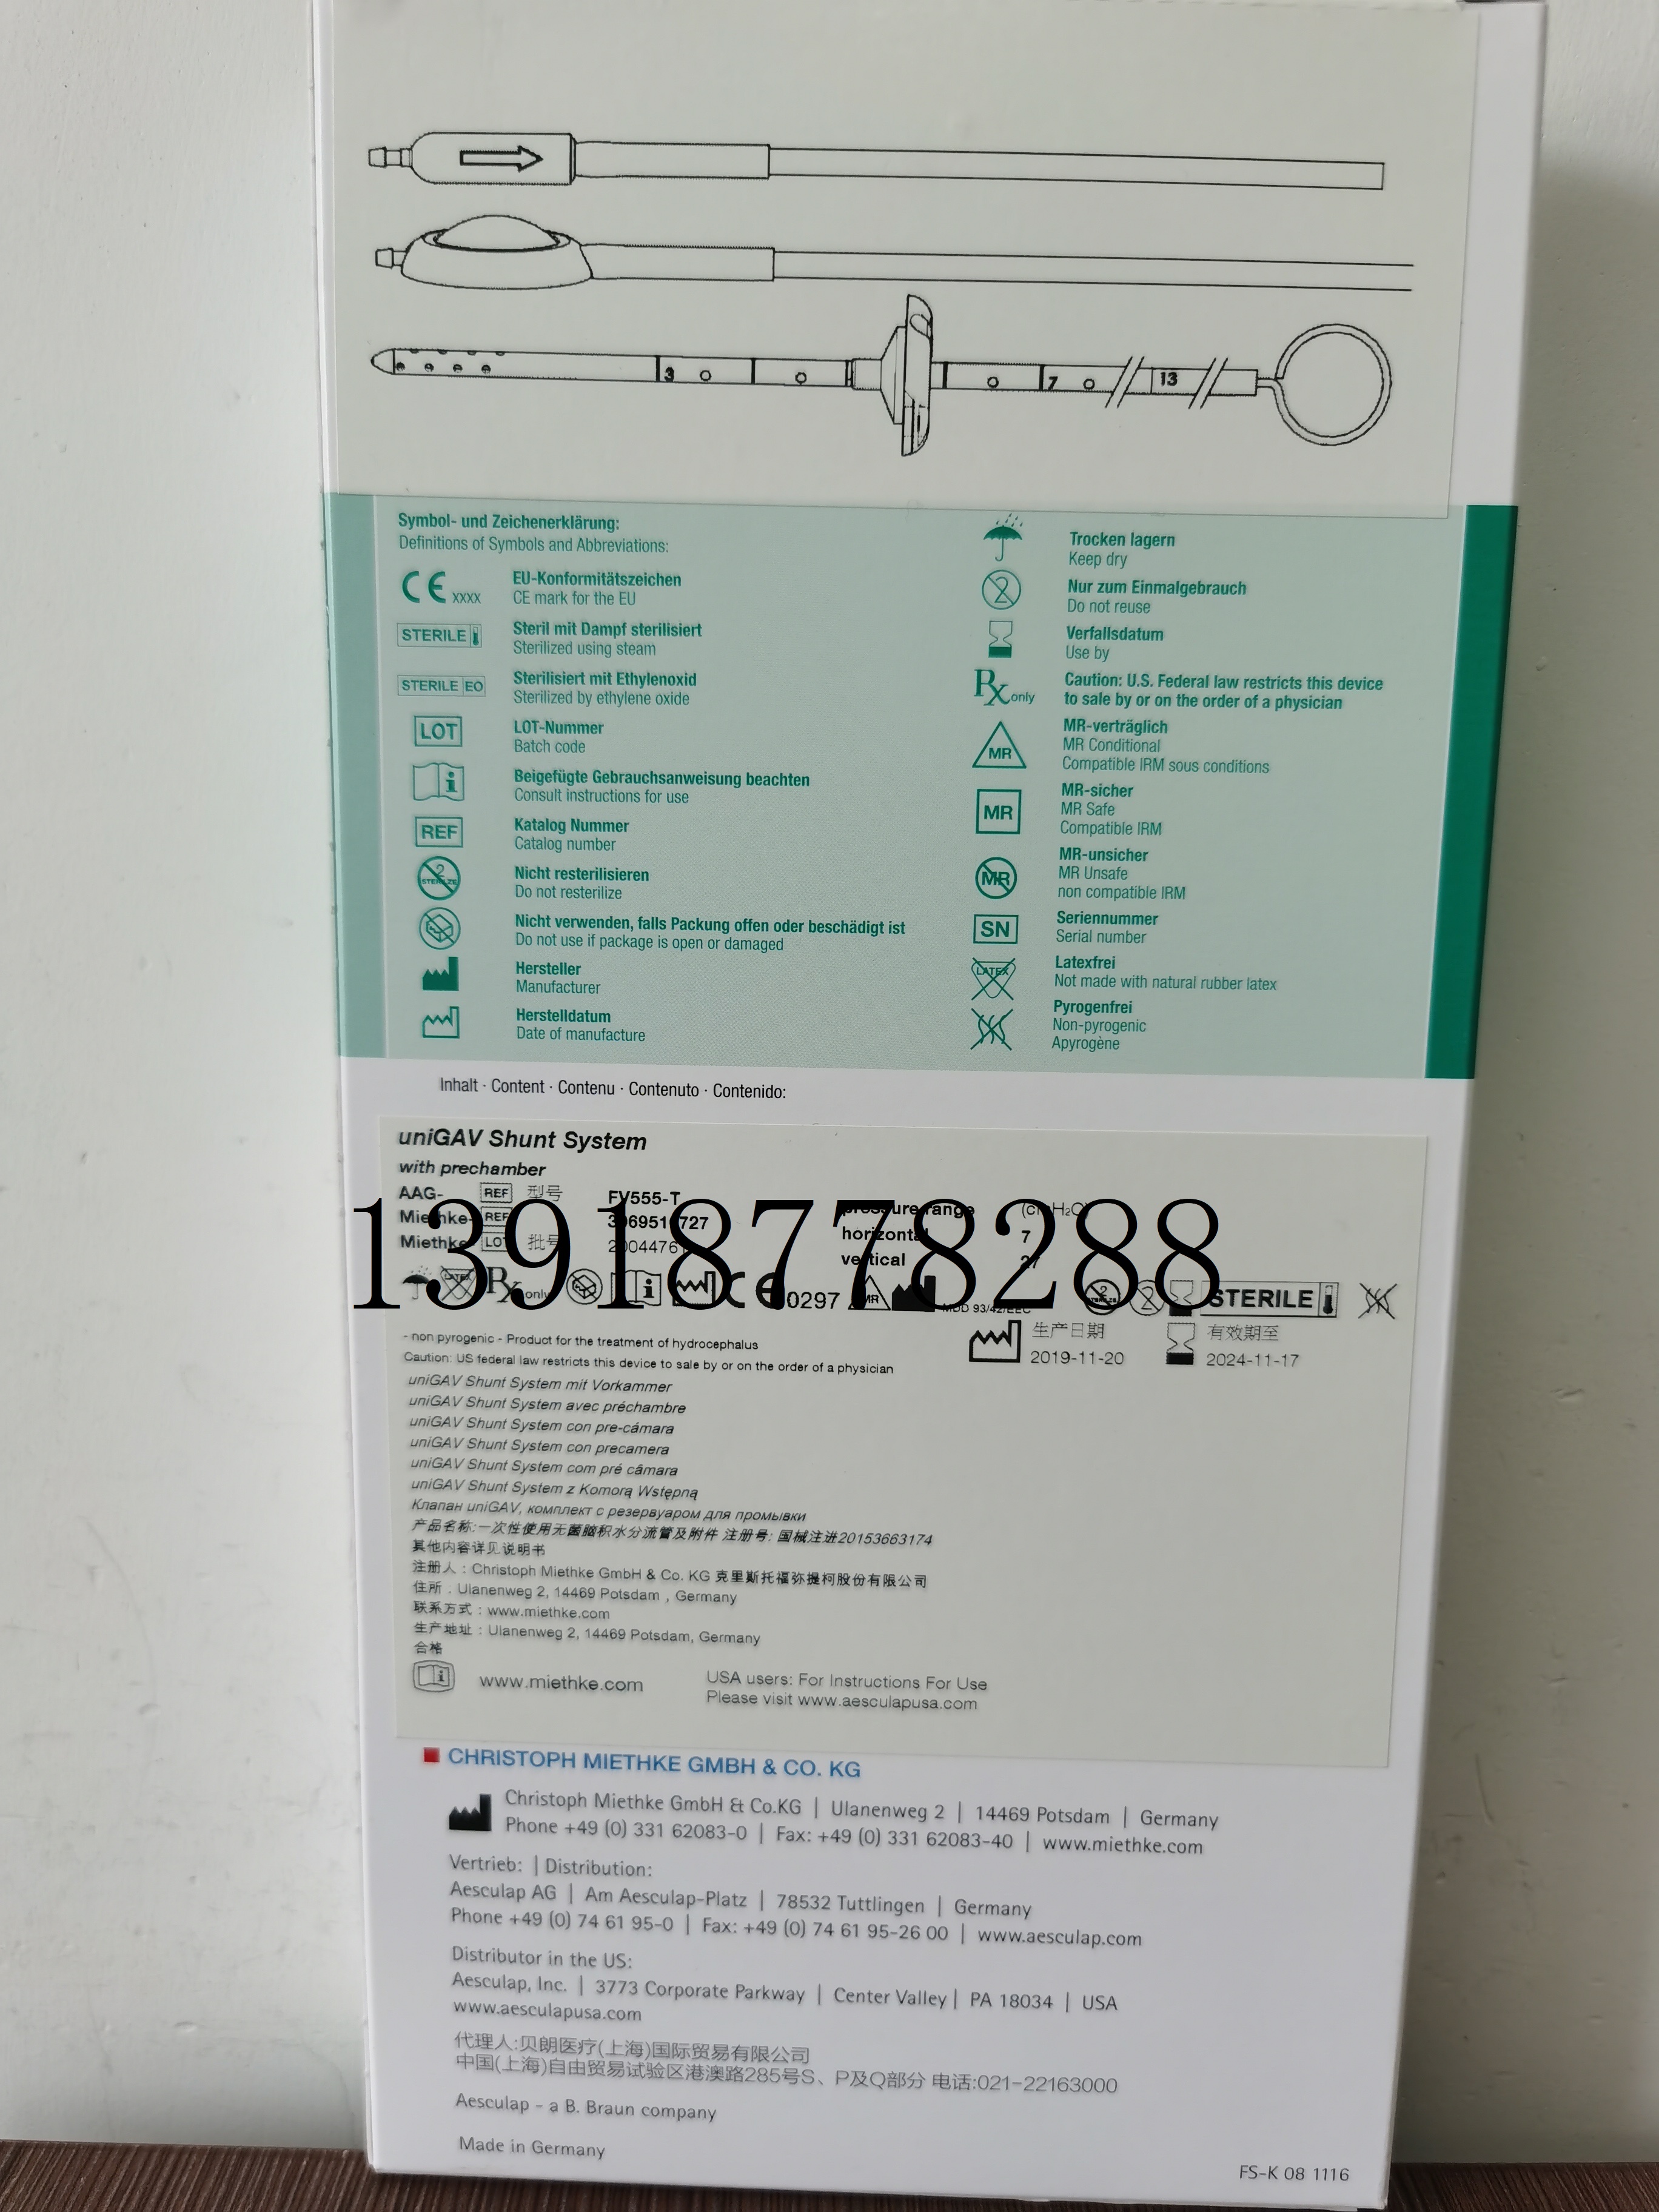 3
7
13
Symbol- und Zeichenerklärung:
Definitions of Symbols and Abbreviations:
CE xxxx
EU-Konformitätszeichen
CE mark for the EU
STERILE
Steril mit Dampf sterilisiert
Sterilized using steam
STERILE EO
Sterilisiert mit Ethylenoxid
Sterilized by ethylene oxide
LOT
LOT-Nummer
Batch code
Beigefügte Gebrauchsanweisung beachten
Consult instructions for use
REF
Katalog Nummer
Catalog number
Nicht resterilisieren
Do not resterilize
Nicht verwenden, falls Packung offen oder beschädigt ist
Do not use if package is open or damaged
Hersteller
Manufacturer
Herstelldatum
Date of manufacture
Trocken lagern
Keep dry
2
Nur zum Einmalgebrauch
Do not reuse
Verfallsdatum
Use by
Rx only
Caution: U.S. Federal law restricts this device
to sale by or on the order of a physician
MR
MR-verträglich
MR Conditional
Compatible IRM sous conditions
MR
MR-sicher
MR Safe
Compatible IRM
MR
MR-unsicher
MR Unsafe
non compatible IRM
SN
Seriennummer
Serial number
LATEX
Latexfrei
Not made with natural rubber latex
Pyrogenfrei
Non-pyrogenic
Apyrogène
Inhalt · Content · Contenu · Contenuto · Contenido:
uniGAV Shunt System
with prechamber
AAG- REF 型号 FV555-T
Miethke- REF pressure range (cmH₂O)
Miethke- LOT 批号 horizontal 7
vertical
13918778288
Rx only CE 0297 MR MDD 93/42/EEC STERILE
生产日期 有效期至
2019-11-20 2024-11-17
- non pyrogenic - Product for the treatment of hydrocephalus
Caution: US federal law restricts this device to sale by or on the order of a physician
uniGAV Shunt System mit Vorkammer
uniGAV Shunt System avec préchambre
uniGAV Shunt System con pre-cámara
uniGAV Shunt System con precamera
uniGAV Shunt System com pré câmara
uniGAV Shunt System z Komorą Wstępną
Клапан uniGAV, комплект с резервуаром для промывки
产品名称:一次性使用无菌脑积水分流管及附件 注册号: 国械注进20153663174
其他内容详见说明书
注册人 : Christoph Miethke GmbH & Co. KG 克里斯托福弥提柯股份有限公司
住所 : Ulanenweg 2, 14469 Potsdam , Germany
联系方式 : www.miethke.com
生产地址 : Ulanenweg 2, 14469 Potsdam, Germany
合格
www.miethke.com
USA users: For Instructions For Use
Please visit www.aesculapusa.com
CHRISTOPH MIETHKE GMBH & CO. KG
Christoph Miethke GmbH & Co.KG | Ulanenweg 2 | 14469 Potsdam | Germany
Phone +49 (0) 331 62083-0 | Fax: +49 (0) 331 62083-40 | www.miethke.com
Vertrieb: | Distribution:
Aesculap AG | Am Aesculap-Platz | 78532 Tuttlingen | Germany
Phone +49 (0) 74 61 95-0 | Fax: +49 (0) 74 61 95-26 00 | www.aesculap.com
Distributor in the US:
Aesculap, Inc. | 3773 Corporate Parkway | Center Valley | PA 18034 | USA
www.aesculapusa.com
代理人:贝朗医疗(上海)国际贸易有限公司
中国(上海)自由贸易试验区港澳路285号S、P及Q部分 电话:021-22163000
Aesculap - a B. Braun company
Made in Germany
FS-K 08 1116